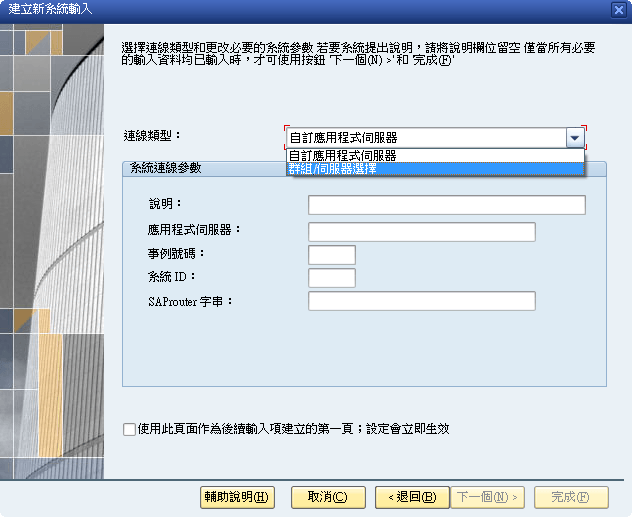 建立新系統輸入
選擇連線類型和更改必要的系統參數 若要系統提出說明，請將說明欄位留空 僅當所有必要
的輸入資料均已輸入時，才可使用按鈕 '下一個(N) >'和 '完成(F)'
連線類型：
自訂應用程式伺服器
自訂應用程式伺服器
群組/伺服器選擇
系統連線參數
說明：
應用程式伺服器：
事例號碼：
系統 ID：
SAProuter 字串：
使用此頁面作為後續輸入項建立的第一頁；設定會立即生效
輔助說明(H)
取消(C)
< 退回(B)
下一個(N) >
完成(F)